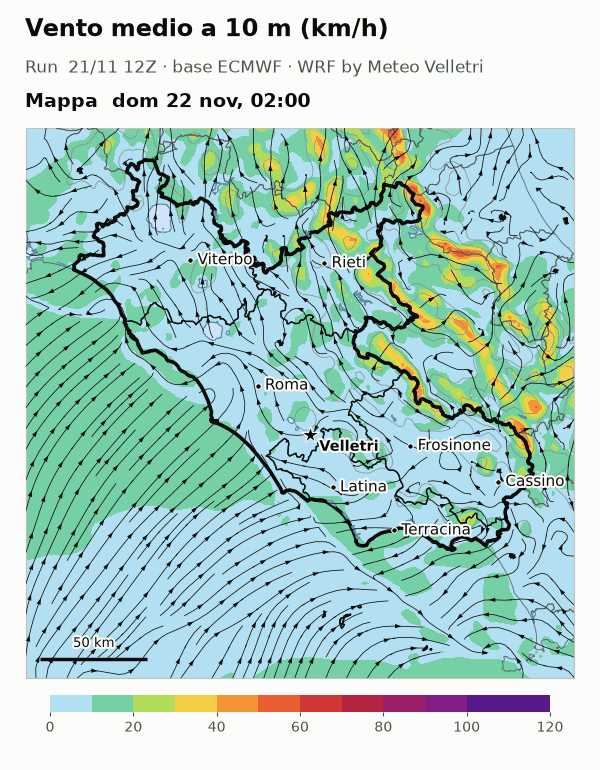 Vento medio a 10 m (km/h)
Run 21/11 12Z · base ECMWF · WRF by Meteo Velletri
Mappa dom 22 nov, 02:00
Viterbo
Rieti
Roma
Velletri
Frosinone
Cassino
Latina
Terracina
50 km
0 20 40 60 80 100 120